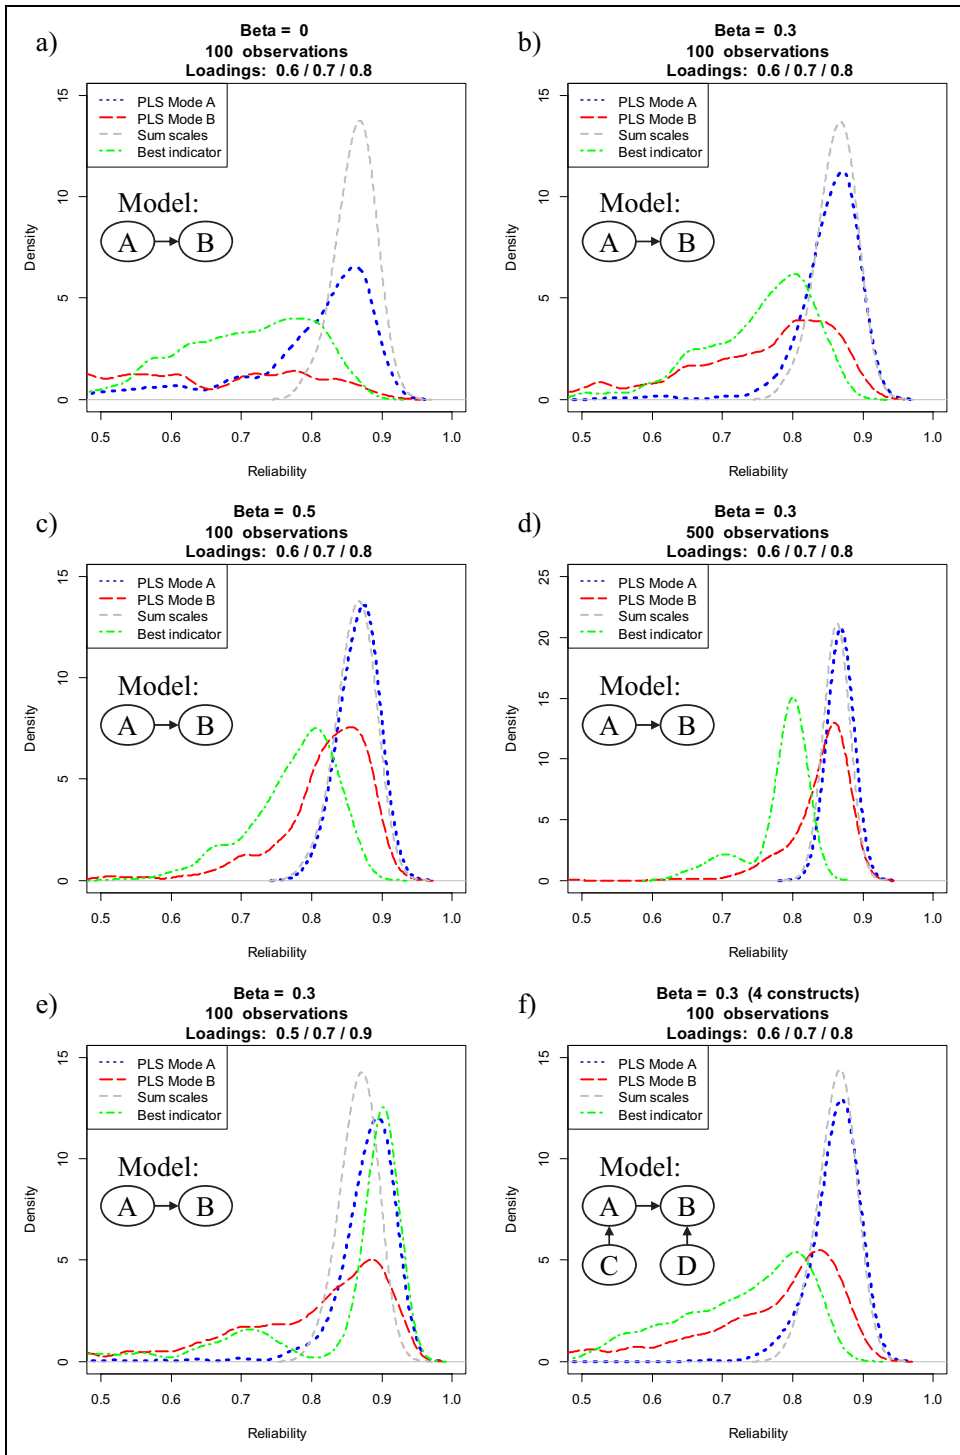 a)
Beta = 0
100 observations
Loadings: 0.6 / 0.7 / 0.8
PLS Mode A
PLS Mode B
Sum scales
Best indicator
Model:
A B
Density
0 5 10 15
0.5 0.6 0.7 0.8 0.9 1.0
Reliability
b)
Beta = 0.3
100 observations
Loadings: 0.6 / 0.7 / 0.8
PLS Mode A
PLS Mode B
Sum scales
Best indicator
Model:
A B
Density
0 5 10 15
0.5 0.6 0.7 0.8 0.9 1.0
Reliability
c)
Beta = 0.5
100 observations
Loadings: 0.6 / 0.7 / 0.8
PLS Mode A
PLS Mode B
Sum scales
Best indicator
Model:
A B
Density
0 5 10 15
0.5 0.6 0.7 0.8 0.9 1.0
Reliability
d)
Beta = 0.3
500 observations
Loadings: 0.6 / 0.7 / 0.8
PLS Mode A
PLS Mode B
Sum scales
Best indicator
Model:
A B
Density
0 5 10 15 20 25
0.5 0.6 0.7 0.8 0.9 1.0
Reliability
e)
Beta = 0.3
100 observations
Loadings: 0.5 / 0.7 / 0.9
PLS Mode A
PLS Mode B
Sum scales
Best indicator
Model:
A B
Density
0 5 10 15
0.5 0.6 0.7 0.8 0.9 1.0
Reliability
f)
Beta = 0.3 (4 constructs)
100 observations
Loadings: 0.6 / 0.7 / 0.8
PLS Mode A
PLS Mode B
Sum scales
Best indicator
Model:
A B
C D
Density
0 5 10 15
0.5 0.6 0.7 0.8 0.9 1.0
Reliability